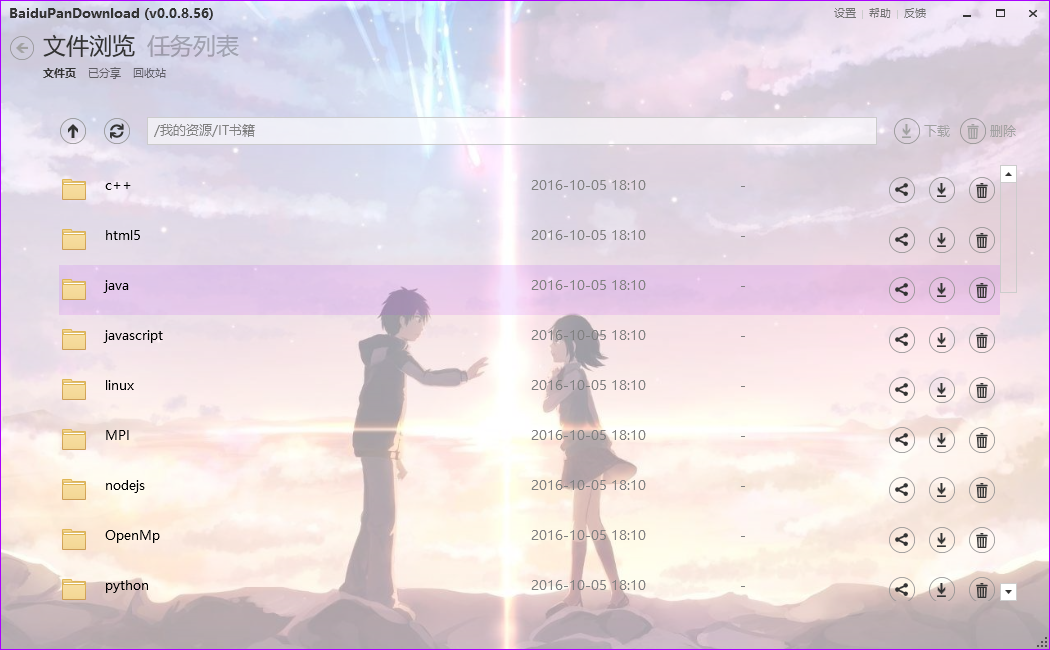 BaiduPanDownload (v0.0.8.56) 设置 帮助 反馈
文件浏览 任务列表
文件页 已分享 回收站
/我的资源/IT书籍 下载 删除
c++ 2016-10-05 18:10 -
html5 2016-10-05 18:10 -
java 2016-10-05 18:10 -
javascript 2016-10-05 18:10 -
linux 2016-10-05 18:10 -
MPI 2016-10-05 18:10 -
nodejs 2016-10-05 18:10 -
OpenMp 2016-10-05 18:10 -
python 2016-10-05 18:10 -